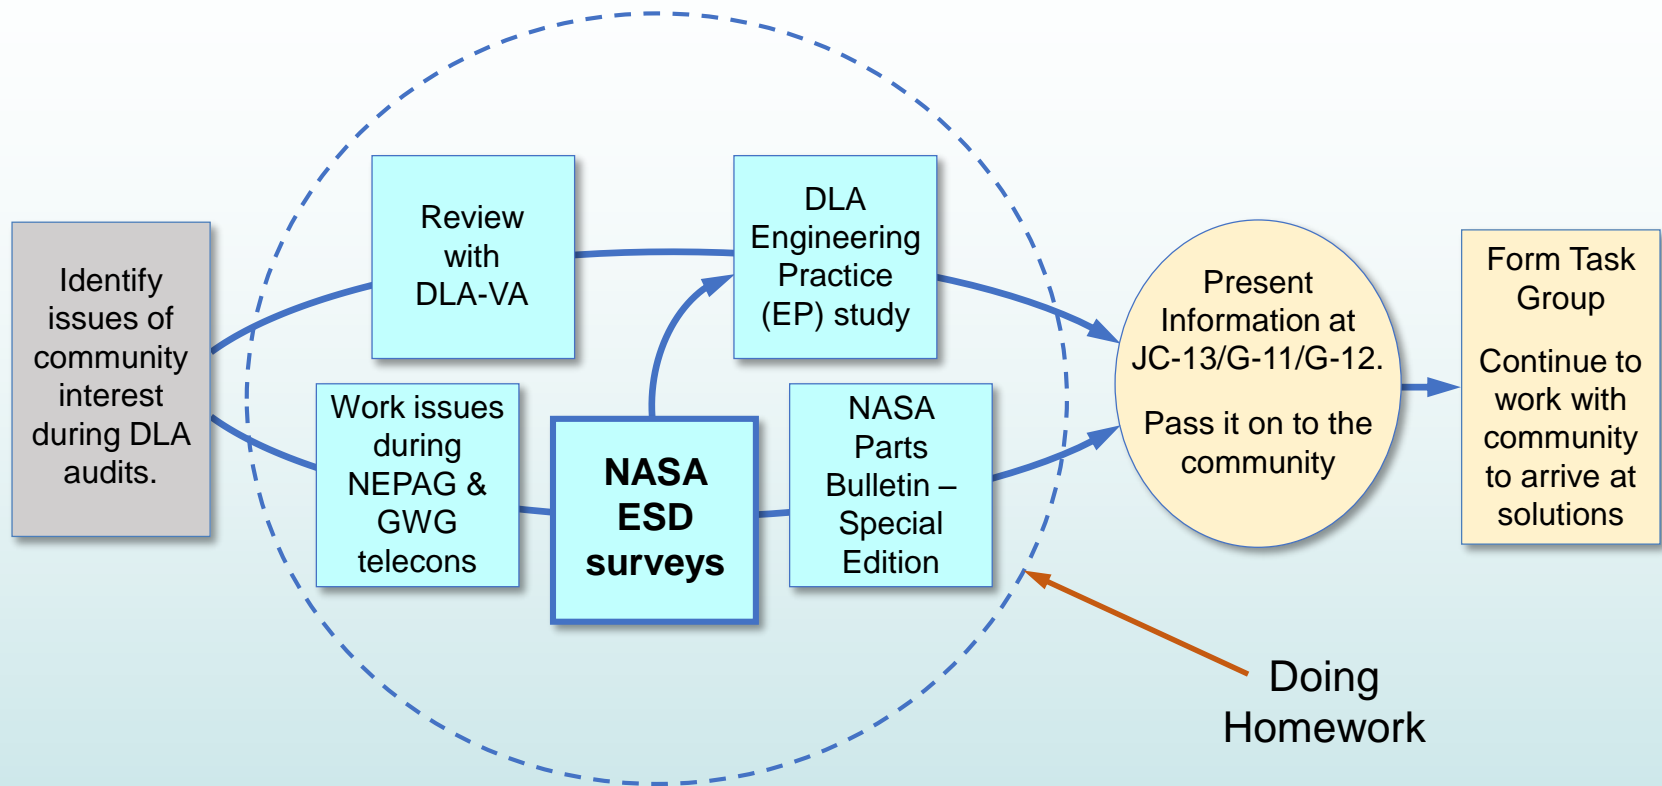 Identify
issues of
community
interest
during DLA
audits.
Review
with
DLA-VA
DLA
Engineering
Practice
(EP) study
Work issues
during
NEPAG &
GWG
telecons
NASA
ESD
surveys
NASA
Parts
Bulletin –
Special
Edition
Present
Information at
JC-13/G-11/G-12.
Pass it on to the
community
Form Task
Group
Continue to
work with
community
to arrive at
solutions
Doing
Homework